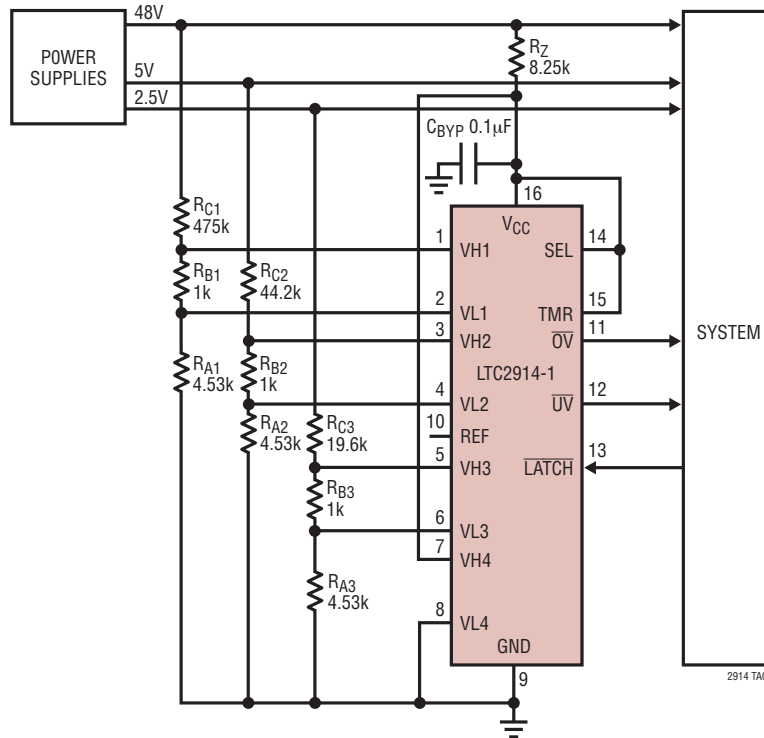 48V
POWER
SUPPLIES
5V
2.5V
RZ
8.25k
CBYP 0.1µF
16
VCC
RC1
475k
1
VH1
SEL
14
RB1
1k
RC2
44.2k
2
VL1
TMR
15
3
VH2
OV
11
SYSTEM
RA1
4.53k
RB2
1k
LTC2914-1
4
VL2
UV
12
RA2
4.53k
RC3
19.6k
10
REF
5
VH3
LATCH
13
RB3
1k
6
VL3
7
VH4
RA3
4.53k
8
VL4
GND
9